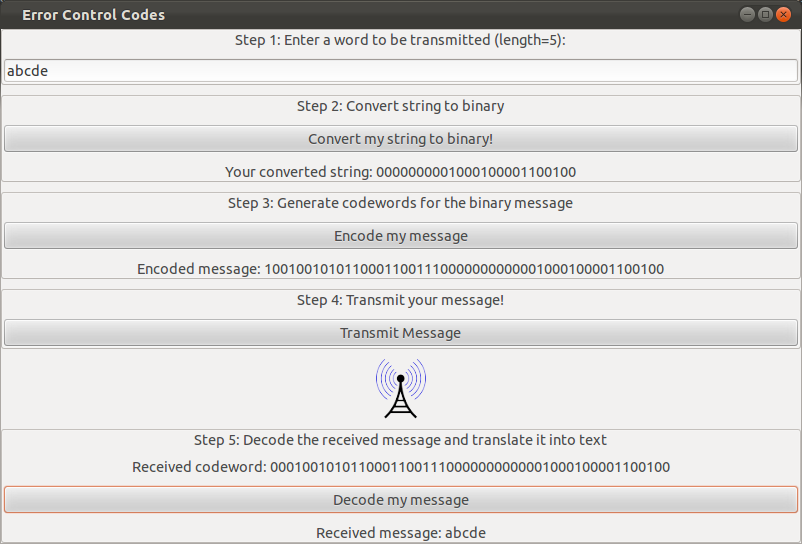 Error Control Codes
Step 1: Enter a word to be transmitted (length=5):
abcde
Step 2: Convert string to binary
Convert my string to binary!
Your converted string: 0000000001000100001100100
Step 3: Generate codewords for the binary message
Encode my message
Encoded message: 10010010101100011001110000000000001000100001100100
Step 4: Transmit your message!
Transmit Message
Step 5: Decode the received message and translate it into text
Received codeword: 00010010101100011001110000000000001000100001100100
Decode my message
Received message: abcde